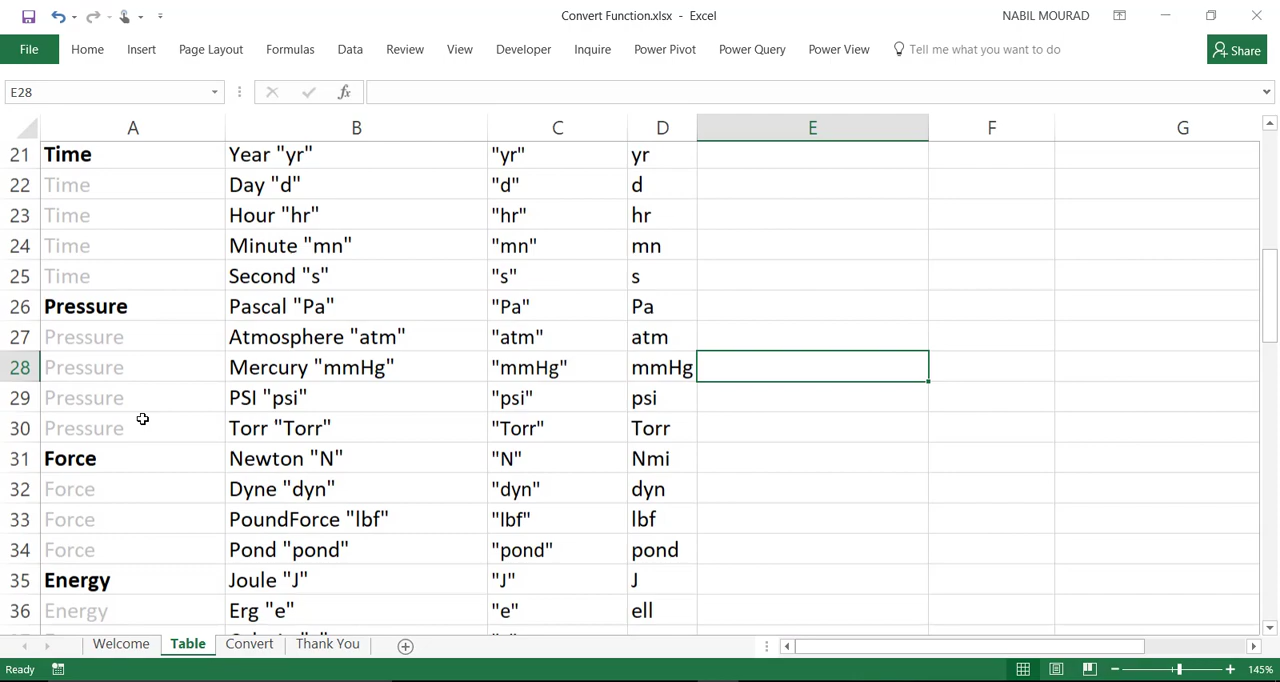 Convert Function.xlsx - Excel NABIL MOURAD
File Home Insert Page Layout Formulas Data Review View Developer Inquire Power Pivot Power Query Power View Tell me what you want to do Share
E28 fx
A B C D E F G
21 Time Year "yr" "yr" yr
22 Time Day "d" "d" d
23 Time Hour "hr" "hr" hr
24 Time Minute "mn" "mn" mn
25 Time Second "s" "s" s
26 Pressure Pascal "Pa" "Pa" Pa
27 Pressure Atmosphere "atm" "atm" atm
28 Pressure Mercury "mmHg" "mmHg" mmHg
29 Pressure PSI "psi" "psi" psi
30 Pressure Torr "Torr" "Torr" Torr
31 Force Newton "N" "N" Nmi
32 Force Dyne "dyn" "dyn" dyn
33 Force PoundForce "lbf" "lbf" lbf
34 Force Pond "pond" "pond" pond
35 Energy Joule "J" "J" J
36 Energy Erg "e" "e" ell
Welcome Table Convert Thank You
Ready 145%